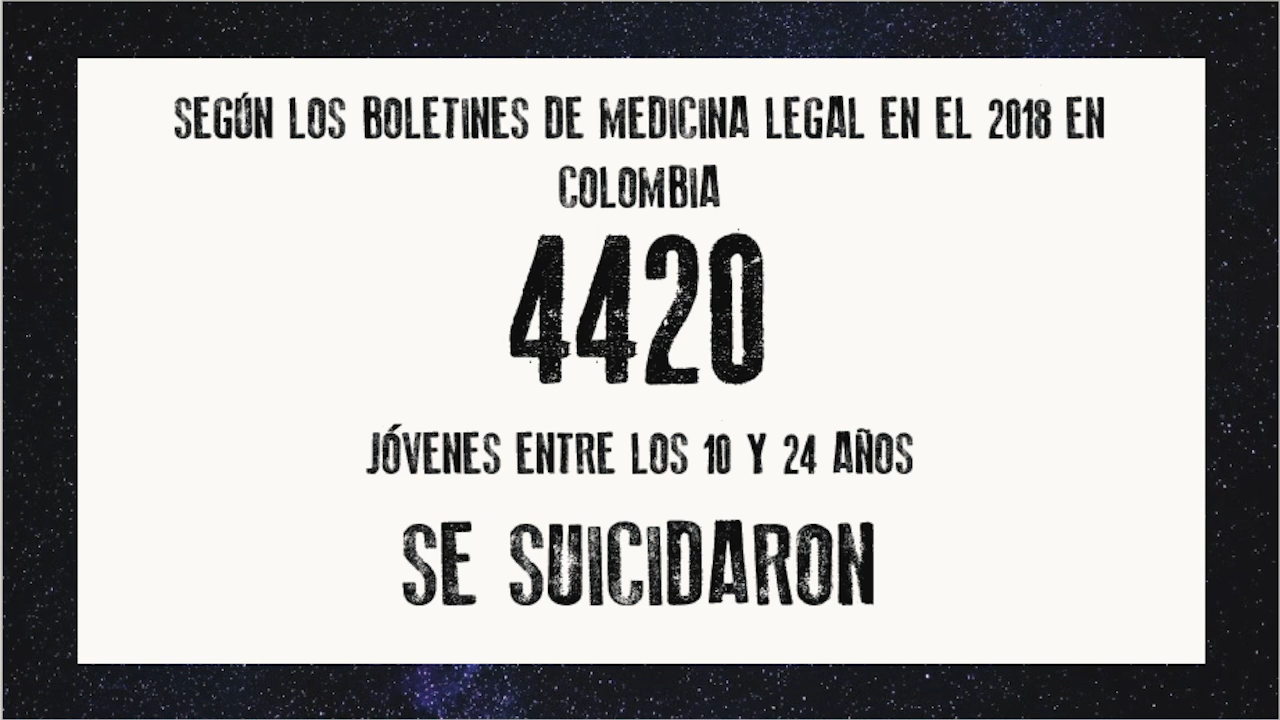 SEGÚN LOS BOLETINES DE MEDICINA LEGAL EN EL 2018 EN
COLOMBIA
4420
JÓVENES ENTRE LOS 10 Y 24 AÑOS
SE SUICIDARON